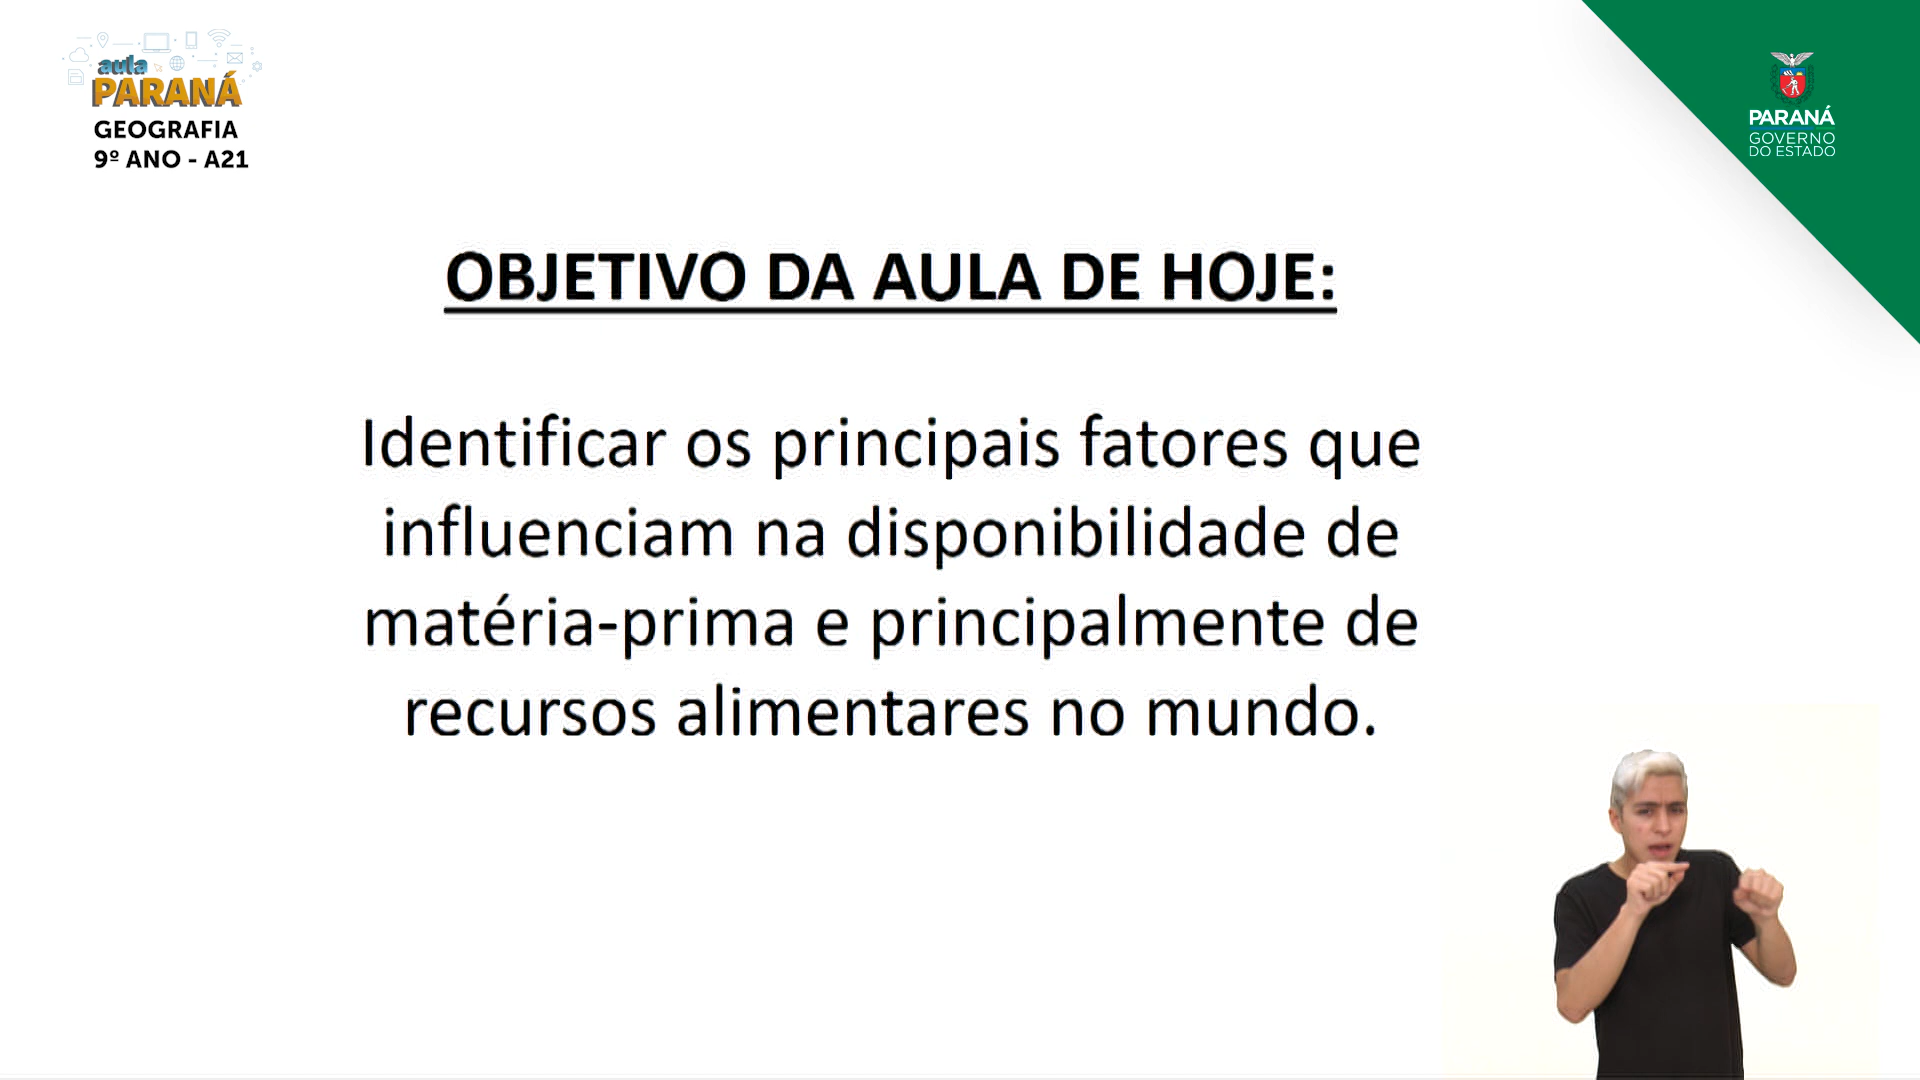 aula
PARANÁ
GEOGRAFIA
9º ANO - A21
PARANÁ
GOVERNO
DO ESTADO
OBJETIVO DA AULA DE HOJE:
Identificar os principais fatores que
influenciam na disponibilidade de
matéria-prima e principalmente de
recursos alimentares no mundo.